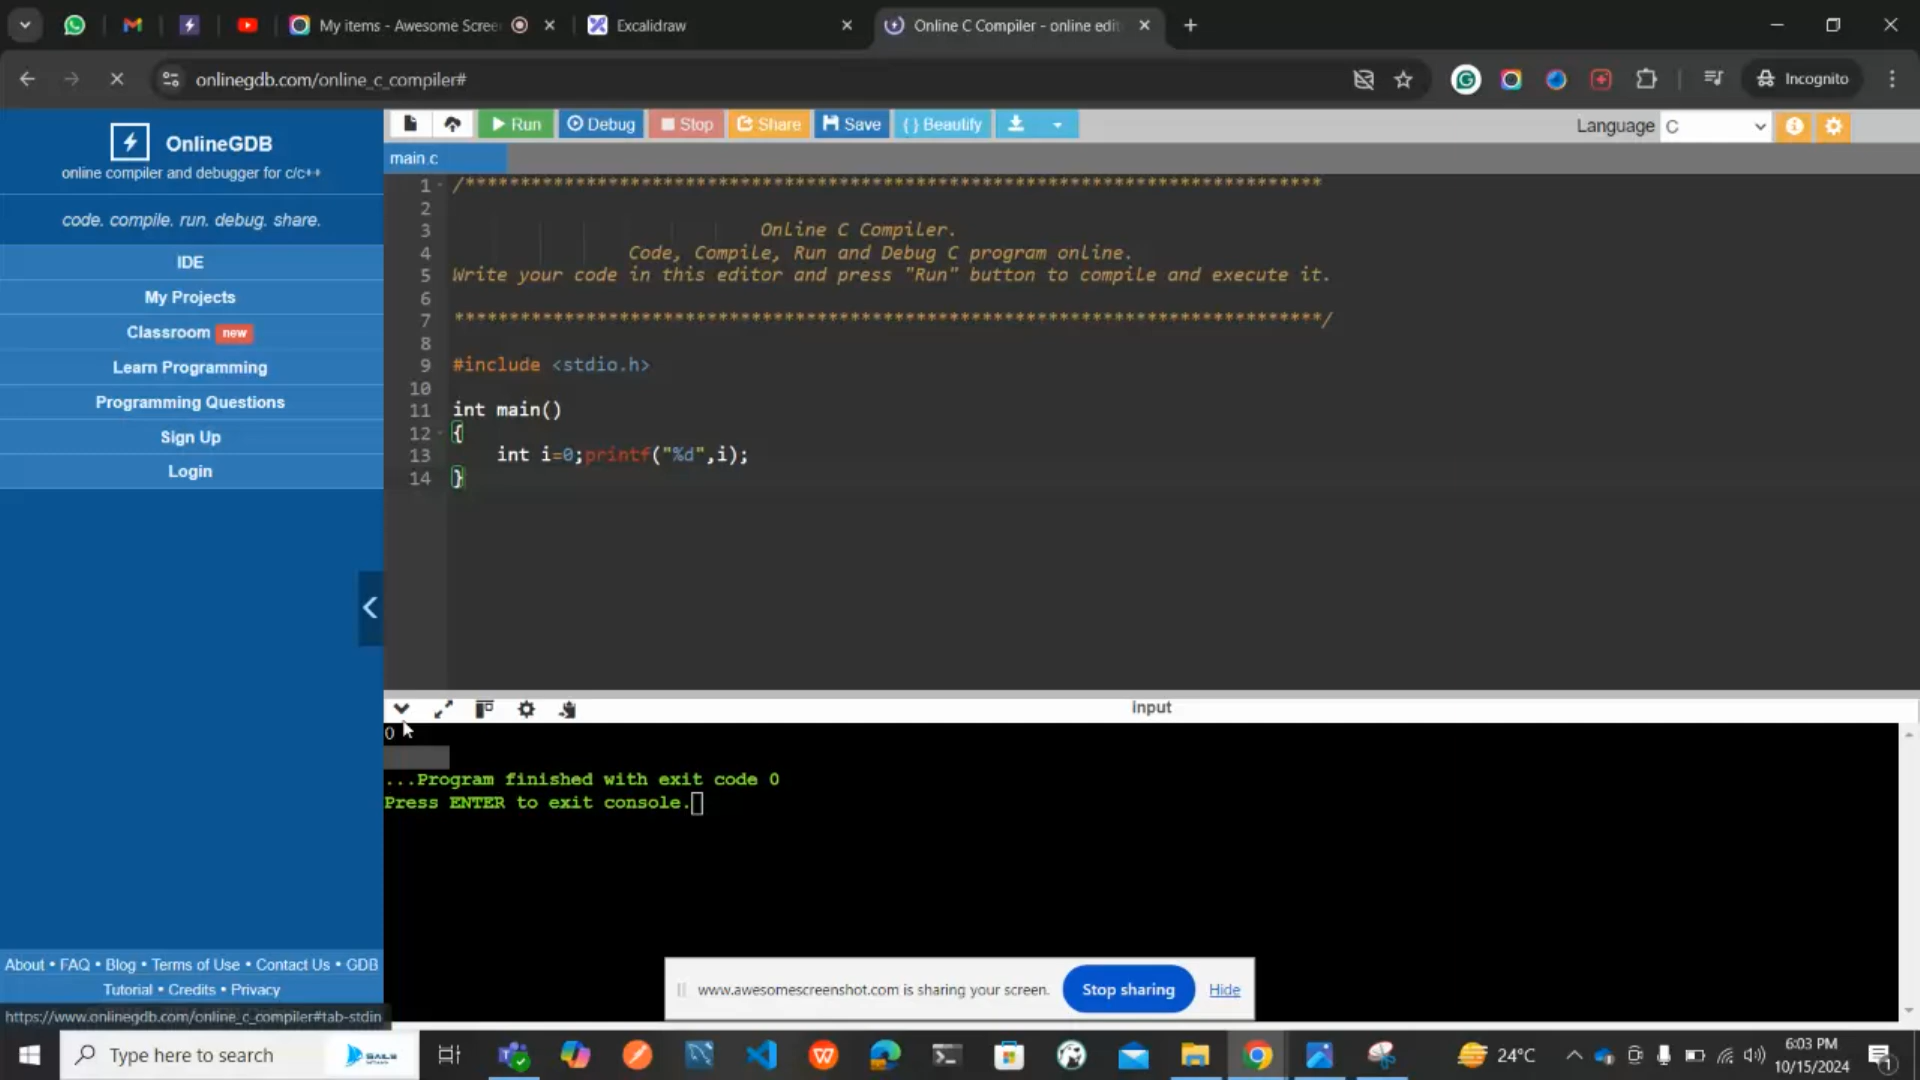 My items - Awesome Scree
Excalidraw
Online C Compiler - online edit
onlinegdb.com/online_c_compiler#
Incognito
OnlineGDB
online compiler and debugger for c/c++
code. compile. run. debug. share.
IDE
My Projects
Classroom new
Learn Programming
Programming Questions
Sign Up
Login
About • FAQ • Blog • Terms of Use • Contact Us • GDB
Tutorial • Credits • Privacy
https://www.onlinegdb.com/online_c_compiler#tab-stdin
Run Debug Stop Share Save { } Beautify
Language C
main.c
1 /******************************************************************************
2
3 Online C Compiler.
4 Code, Compile, Run and Debug C program online.
5 Write your code in this editor and press "Run" button to compile and execute it.
6
7 *******************************************************************************/
8
9 #include <stdio.h>
10
11 int main()
12 {
13 int i=0;printf("%d",i);
14 }
input
0
...Program finished with exit code 0
Press ENTER to exit console.
www.awesomescreenshot.com is sharing your screen.
Stop sharing
Hide
Type here to search
24°C
6:03 PM
10/15/2024
1